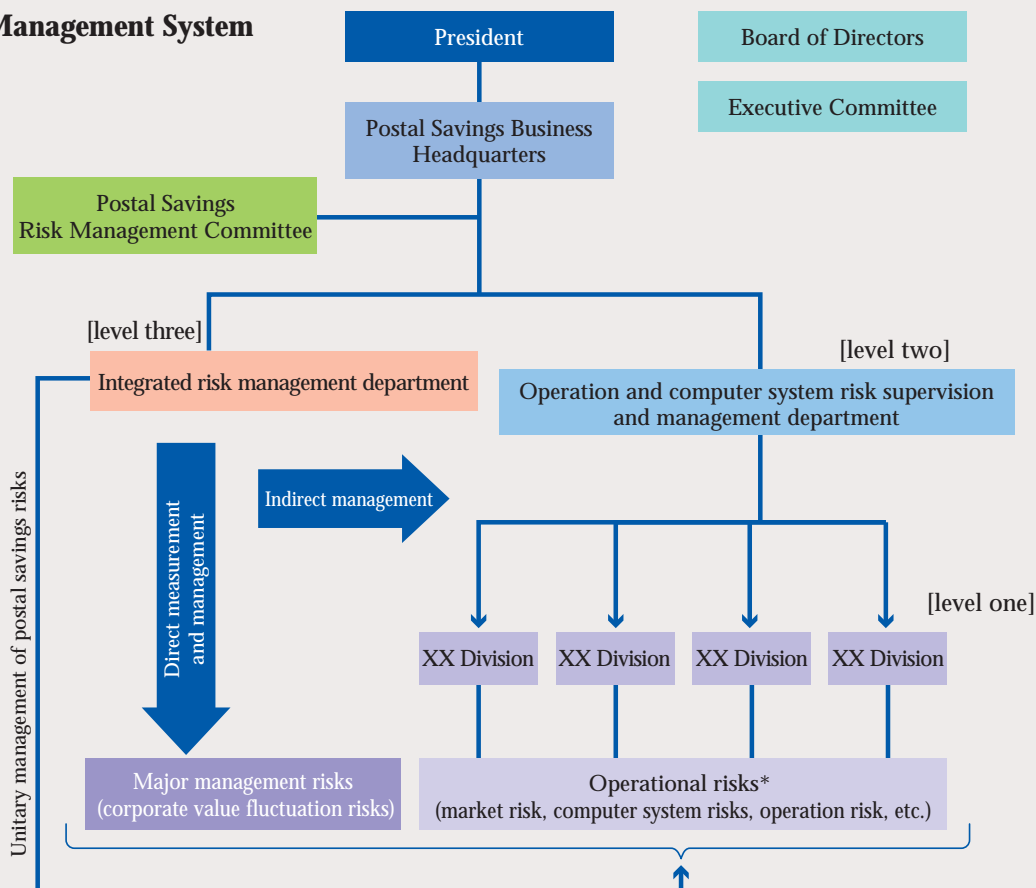 Management System
President
Board of Directors
Executive Committee
Postal Savings Business
Headquarters
Postal Savings
Risk Management Committee
[level three]
Integrated risk management department
[level two]
Operation and computer system risk supervision
and management department
Unitary management of postal savings risks
Direct measurement
and management
Indirect management
[level one]
XX Division
XX Division
XX Division
XX Division
Major management risks
(corporate value fluctuation risks)
Operational risks*
(market risk, computer system risks, operation risk, etc.)